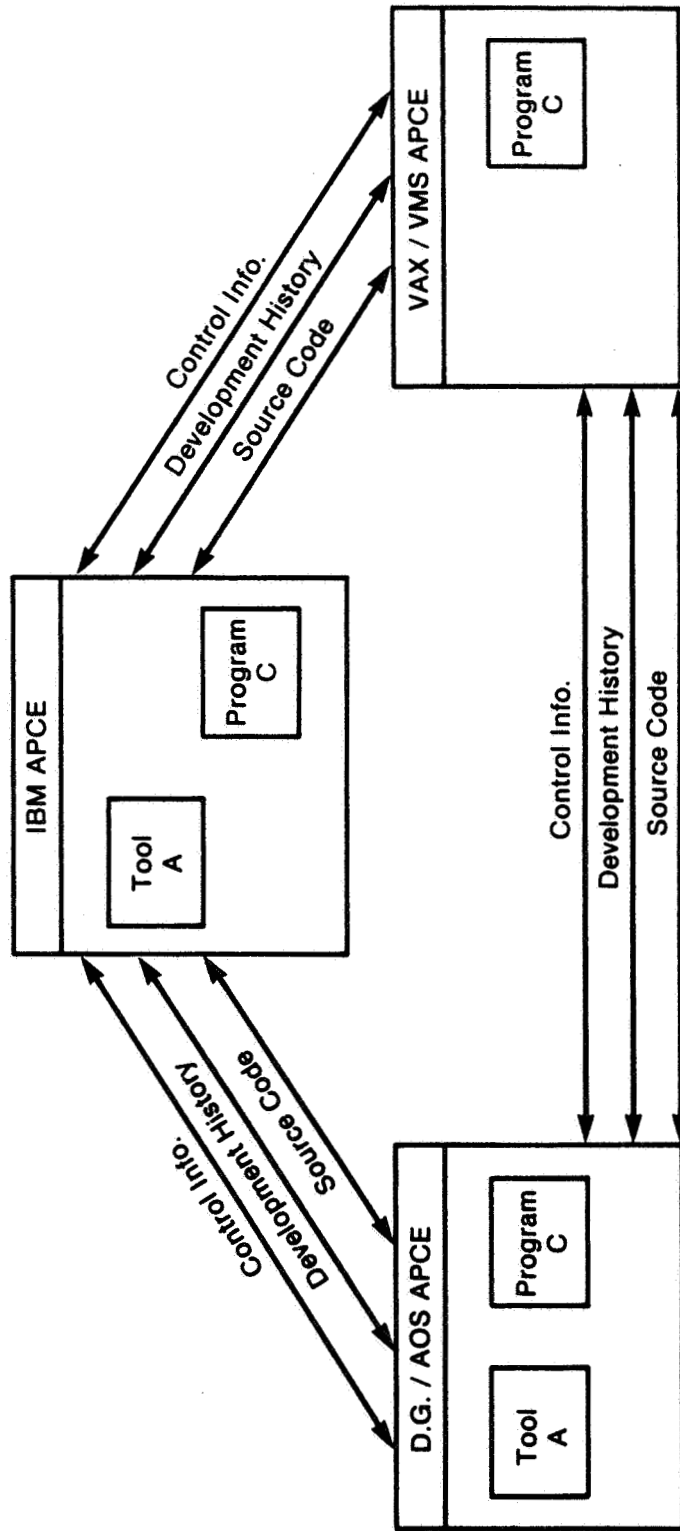 IBM APCE
Tool
A
Program
C
Control Info.
Development History
Source Code
Control Info.
Development History
Source Code
D.G. / AOS APCE
Tool
A
Program
C
VAX / VMS APCE
Program
C
Control Info.
Development History
Source Code